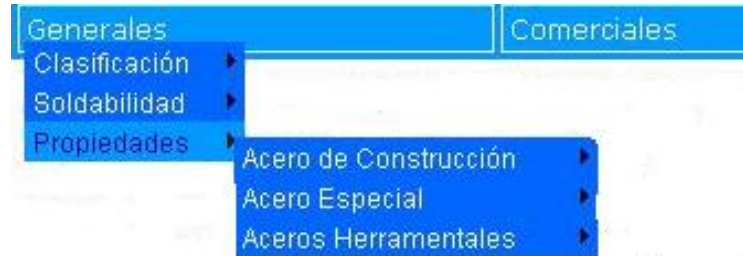 Generales
Comerciales
Clasificación
Soldabilidad
Propiedades
Acero de Construcción
Acero Especial
Aceros Herramentales